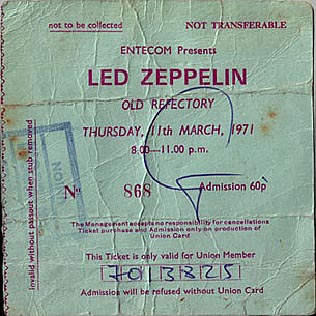 not to be collected NOT TRANSFERABLE
ENTECOM Presents
LED ZEPPELIN
OLD REFECTORY
THURSDAY, 11th MARCH, 1971
8.00—11.00 p.m.
No 868 Admission 60p
The Management accepts no responsibility for cancellations
Ticket purchase and Admission only on production of
Union Card
This Ticket is only valid for Union Member
7013825
Admission will be refused without Union Card
Invalid without passout when stub removed